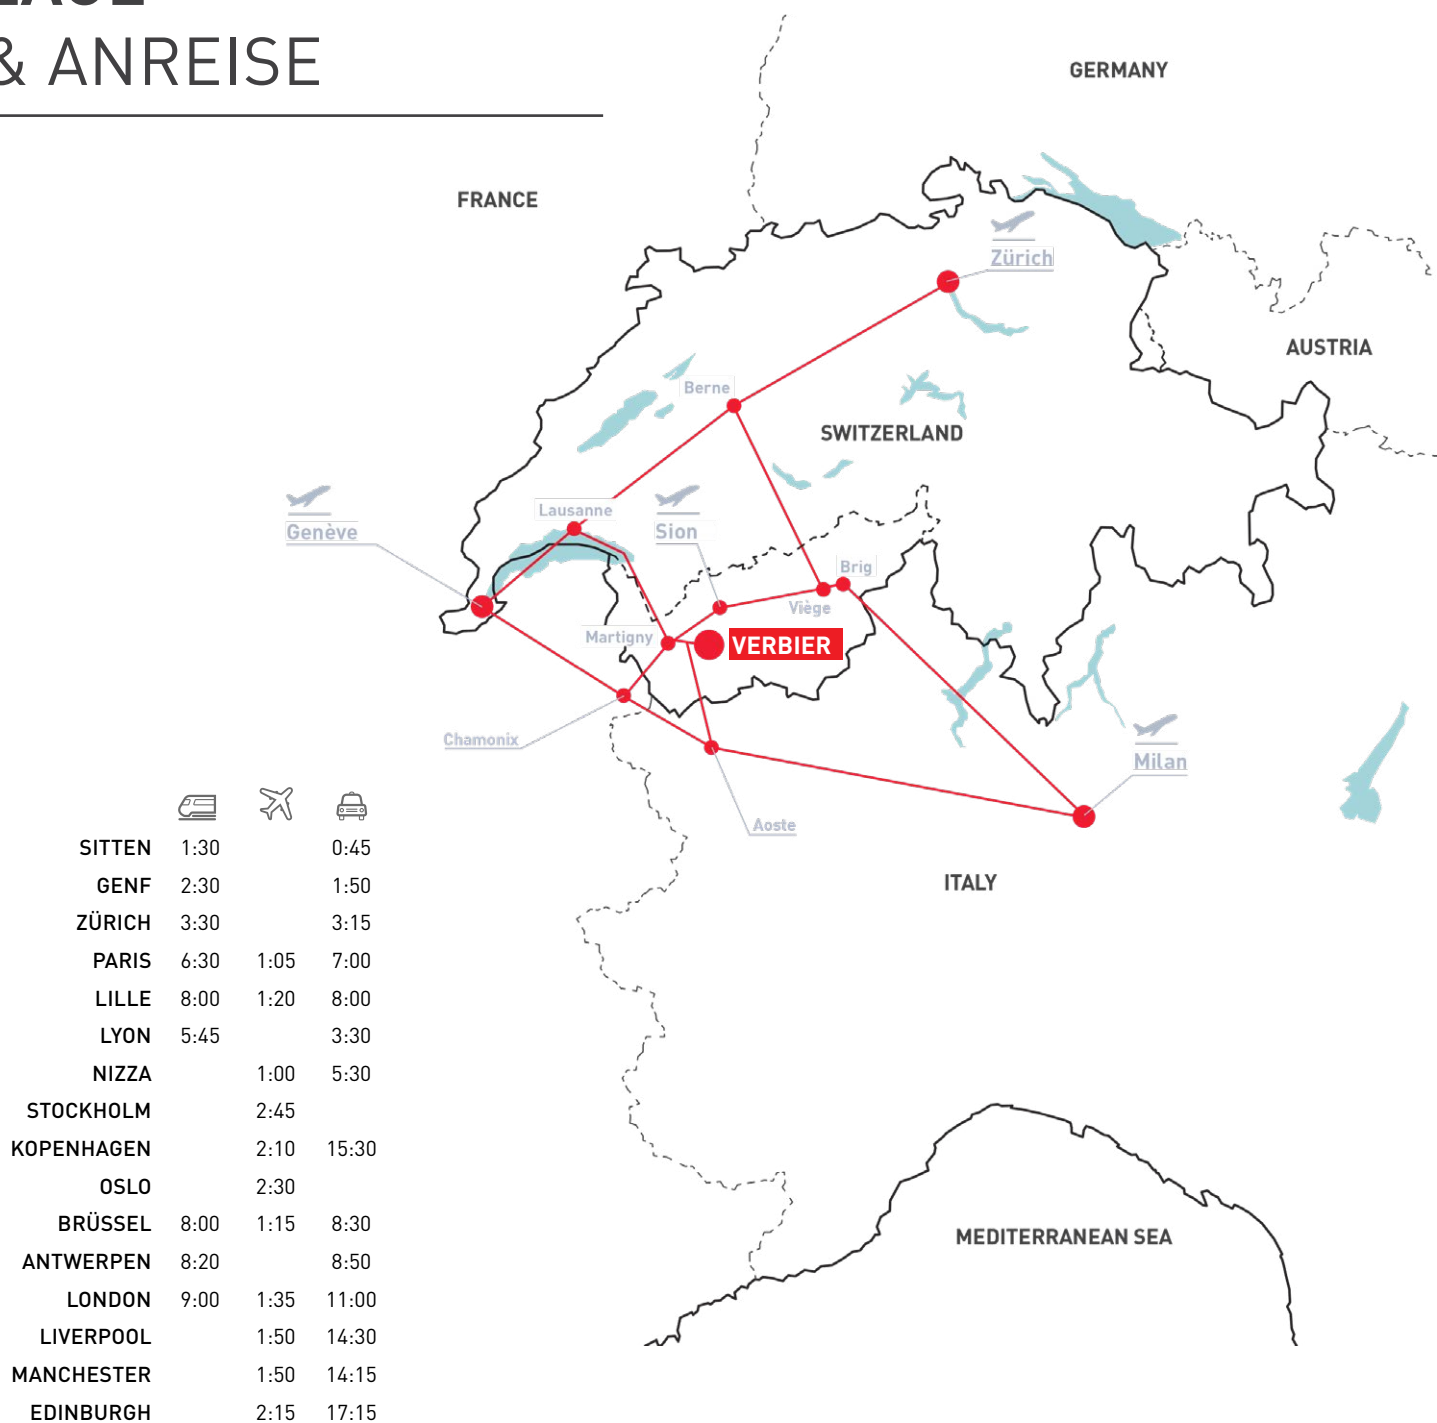 & ANREISE
GERMANY
FRANCE
Zürich
AUSTRIA
Berne
SWITZERLAND
Lausanne
Genève
Sion
Brig
Viège
Martigny
VERBIER
Chamonix
Milan
Aoste
ITALY
MEDITERRANEAN SEA
SITTEN 1:30 0:45
GENF 2:30 1:50
ZÜRICH 3:30 3:15
PARIS 6:30 1:05 7:00
LILLE 8:00 1:20 8:00
LYON 5:45 3:30
NIZZA 1:00 5:30
STOCKHOLM 2:45
KOPENHAGEN 2:10 15:30
OSLO 2:30
BRÜSSEL 8:00 1:15 8:30
ANTWERPEN 8:20 8:50
LONDON 9:00 1:35 11:00
LIVERPOOL 1:50 14:30
MANCHESTER 1:50 14:15
EDINBURGH 2:15 17:15